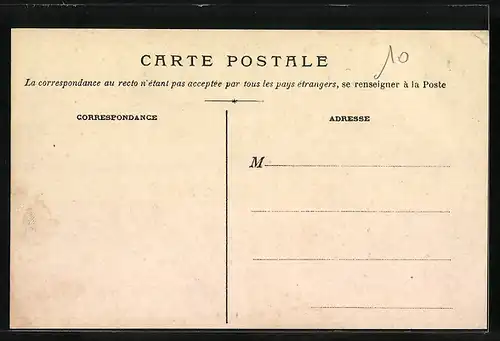 CARTE POSTALE
10
La correspondance au recto n'étant pas acceptée par tous les pays étrangers, se renseigner à la Poste
CORRESPONDANCE
ADRESSE
M